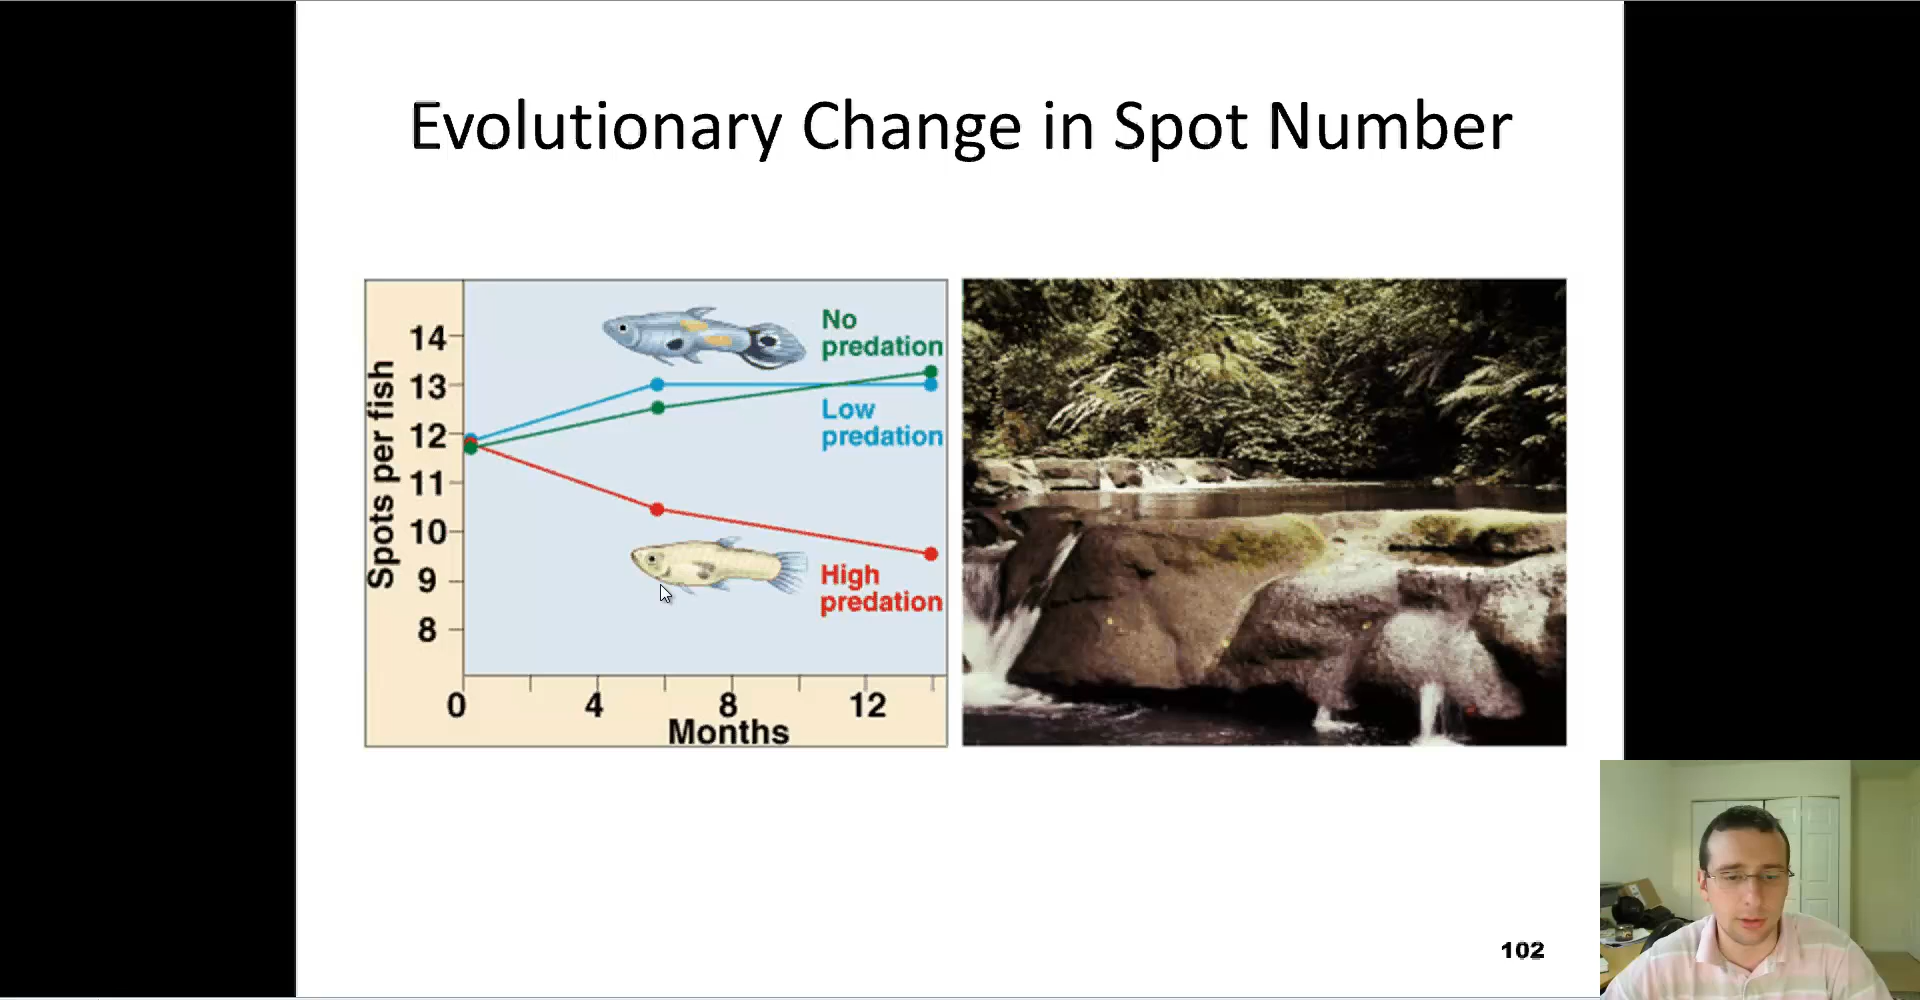 Evolutionary Change in Spot Number
Spots per fish
14
13
12
11
10
9
8
No
predation
Low
predation
High
predation
0
4
8
12
Months
102